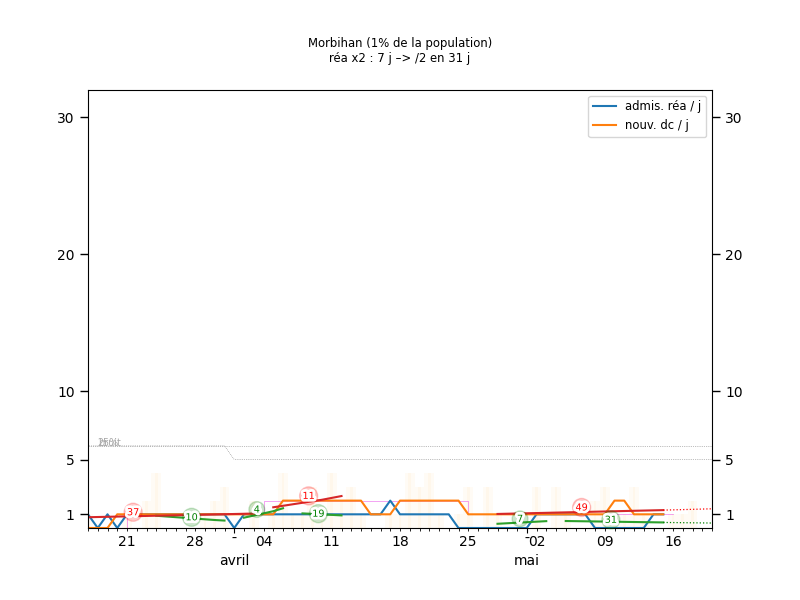 Morbihan (1% de la population)
réa x2 : 7 j –> /2 en 31 j
admis. réa / j
nouv. dc / j
30 30
20 20
10 10
5 5
1 1
37 10 4 11 19 7 49 31
21 28 - 04 11 18 25 - 02 09 16
avril mai